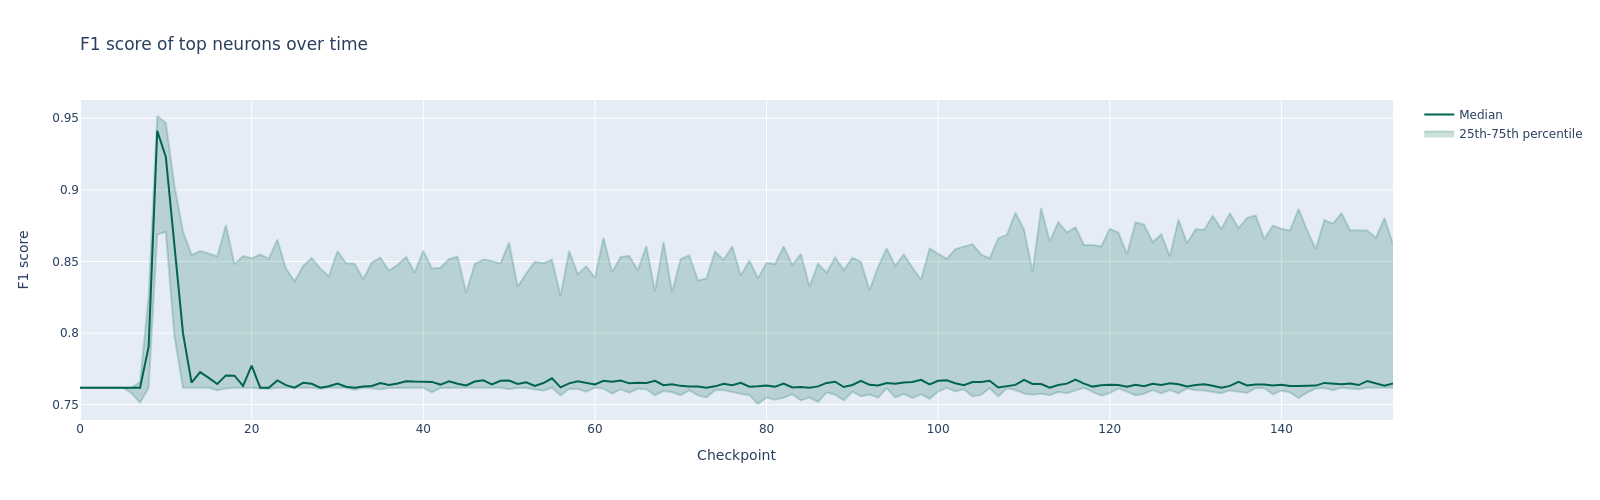 F1 score of top neurons over time
Median
25th-75th percentile
F1 score
0.95
0.9
0.85
0.8
0.75
0
20
40
60
80
100
120
140
Checkpoint